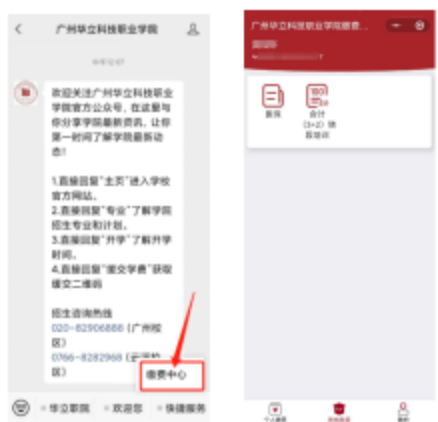 广州华立科技职业学院
欢迎关注广州华立科技职业
学院官方公众号，在这里与
你分享学院最新资讯，让你
第一时间了解学院最新动
态！
1.直接回复"主页"进入学校
官方网站。
2.直接回复"专业"了解学院
招生专业和计划。
3.直接回复"开学"了解开学
时间。
4.直接回复"缴交学费"获取
缴交二维码
招生咨询热线
020-82906888（广州校
区）
0766-8282968（云浮校
区）
缴费中心
华立职院
欢迎您
快捷服务
广州华立科技职业学院缴费...
会计
（3+2）